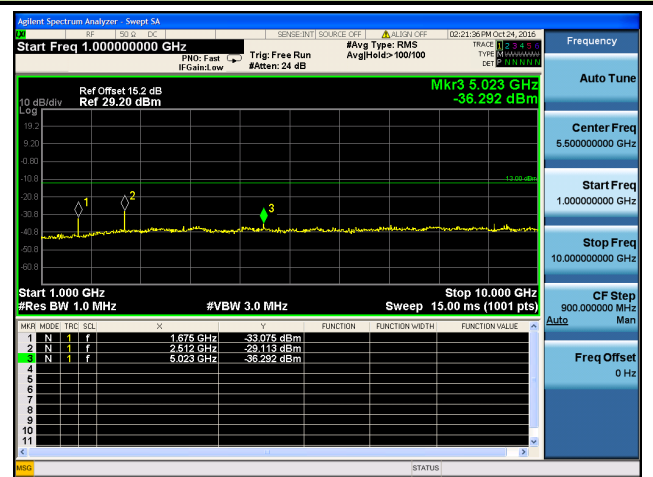 Agilent Spectrum Analyzer - Swept SA
RF 50 Ω DC SENSE:INT SOURCE OFF ALIGN OFF 02:21:36 PM Oct 24, 2016
Start Freq 1.000000000 GHz
PNO: Fast
IFGain:Low
Trig: Free Run
#Atten: 24 dB
#Avg Type: RMS
Avg|Hold:>100/100
TRACE 1 2 3 4 5 6
TYPE
DET P N N N N N
Ref Offset 15.2 dB
10 dB/div Ref 29.20 dBm
Log
Mkr3 5.023 GHz
-36.292 dBm
19.2
9.20
-0.80
-10.8
13.00 dBm
-20.8
-30.8
-40.8
-50.8
-60.8
1
2
3
Start 1.000 GHz Stop 10.000 GHz
#Res BW 1.0 MHz #VBW 3.0 MHz Sweep 15.00 ms (1001 pts)
MKR MODE TRC SCL X Y FUNCTION FUNCTION WIDTH FUNCTION VALUE
1 N 1 f 1.675 GHz -33.075 dBm
2 N 1 f 2.512 GHz -29.113 dBm
3 N 1 f 5.023 GHz -36.292 dBm
4
5
6
7
8
9
10
11
MSG STATUS
Frequency
Auto Tune
Center Freq
5.500000000 GHz
Start Freq
1.000000000 GHz
Stop Freq
10.000000000 GHz
CF Step
900.000000 MHz
Auto Man
Freq Offset
0 Hz